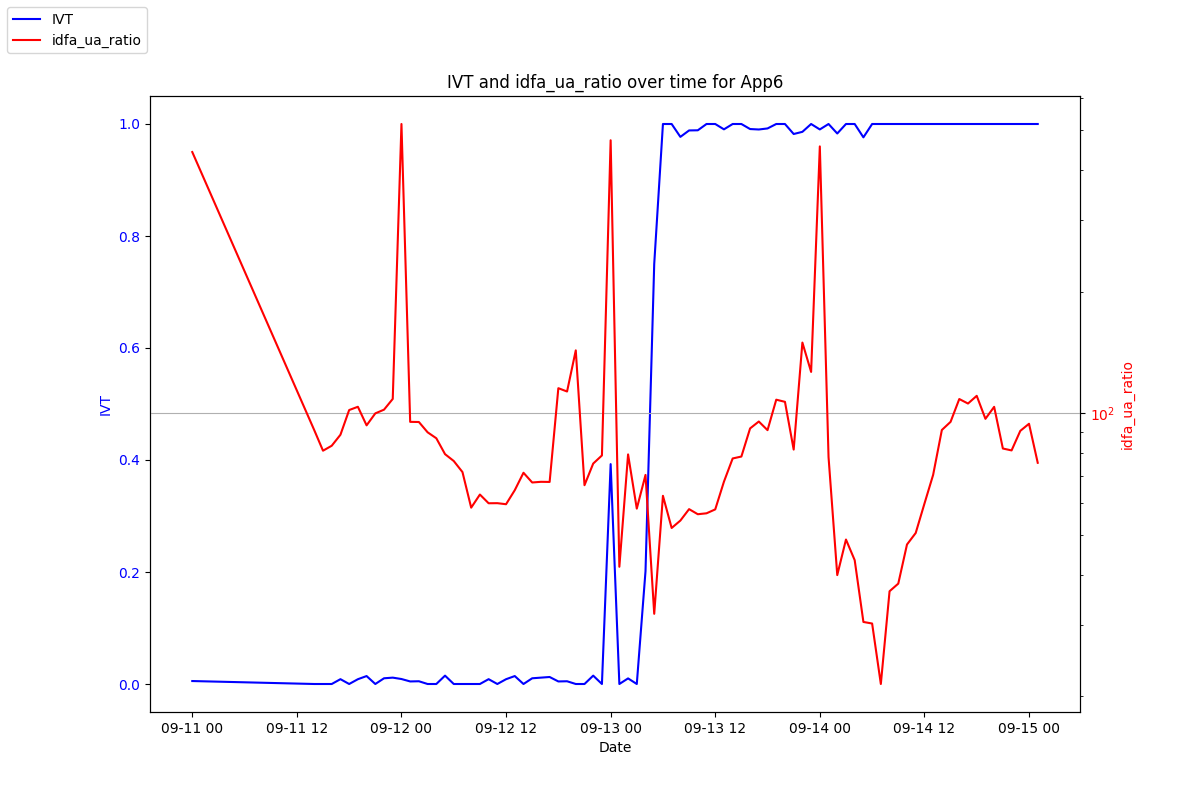 IVT
idfa_ua_ratio
IVT and idfa_ua_ratio over time for App6
1.0
0.8
0.6
0.4
0.2
0.0
IVT
10²
idfa_ua_ratio
09-11 00
09-11 12
09-12 00
09-12 12
09-13 00
09-13 12
09-14 00
09-14 12
09-15 00
Date